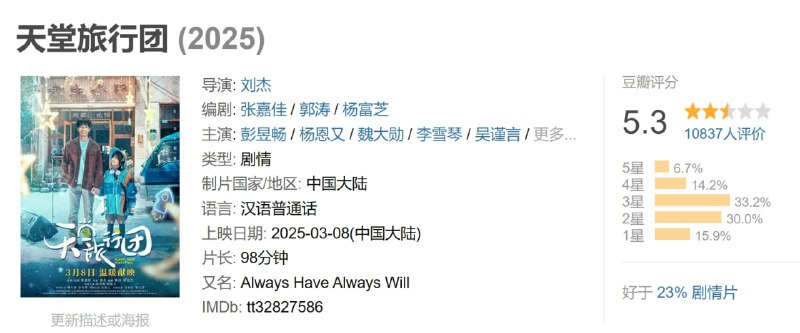 天堂旅行团 (2025)
天堂旅行团
3月8日 温暖献映
更新描述或海报
导演: 刘杰
编剧: 张嘉佳 / 郭涛 / 杨富芝
主演: 彭昱畅 / 杨恩又 / 魏大勋 / 李雪琴 / 吴谨言 / 更多...
类型: 剧情
制片国家/地区: 中国大陆
语言: 汉语普通话
上映日期: 2025-03-08(中国大陆)
片长: 98分钟
又名: Always Have Always Will
IMDb: tt32827586
豆瓣评分
5.3
10837人评价
5星 6.7%
4星 14.2%
3星 33.2%
2星 30.0%
1星 15.9%
好于 23% 剧情片